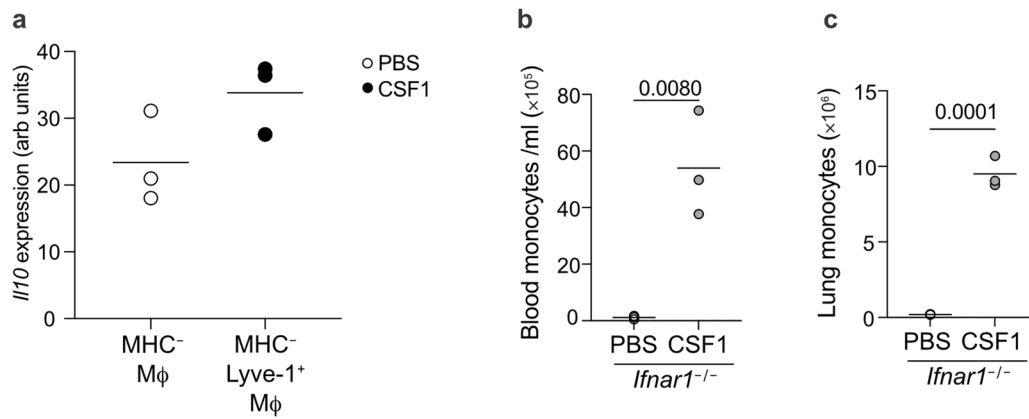 a
Il10 expression (arb units)
40
30
20
10
0
MHC⁻
Mϕ
MHC⁻
Lyve-1⁺
Mϕ
PBS
CSF1
b
Blood monocytes /ml (×10⁵)
80
60
40
20
0
0.0080
PBS CSF1
Ifnar1⁻/⁻
c
Lung monocytes (×10⁶)
15
10
5
0
0.0001
PBS CSF1
Ifnar1⁻/⁻